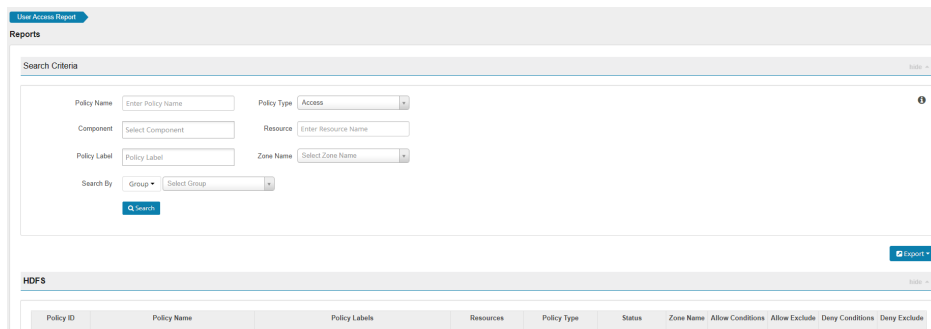 User Access Report
Reports
Search Criteria
hide
Policy Name
Enter Policy Name
Policy Type
Access
Component
Select Component
Resource
Enter Resource Name
Policy Label
Policy Label
Zone Name
Select Zone Name
Search By
Group
Select Group
Search
Export
HDFS
hide
Policy ID Policy Name Policy Labels Resources Policy Type Status Zone Name Allow Conditions Allow Exclude Deny Conditions Deny Exclude